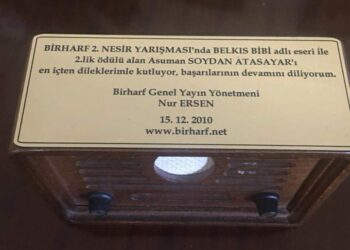 BİRHARF 2. NESİR YARIŞMASI'nda BELKIS BİBİ adlı eseri ile
2.lik ödülü alan Asuman SOYDAN ATASAYAR'ı
en içten dileklerimle kutluyor, başarılarının devamını diliyorum.
Birharf Genel Yayın Yönetmeni
Nur ERSEN
15. 12. 2010
www.birharf.net